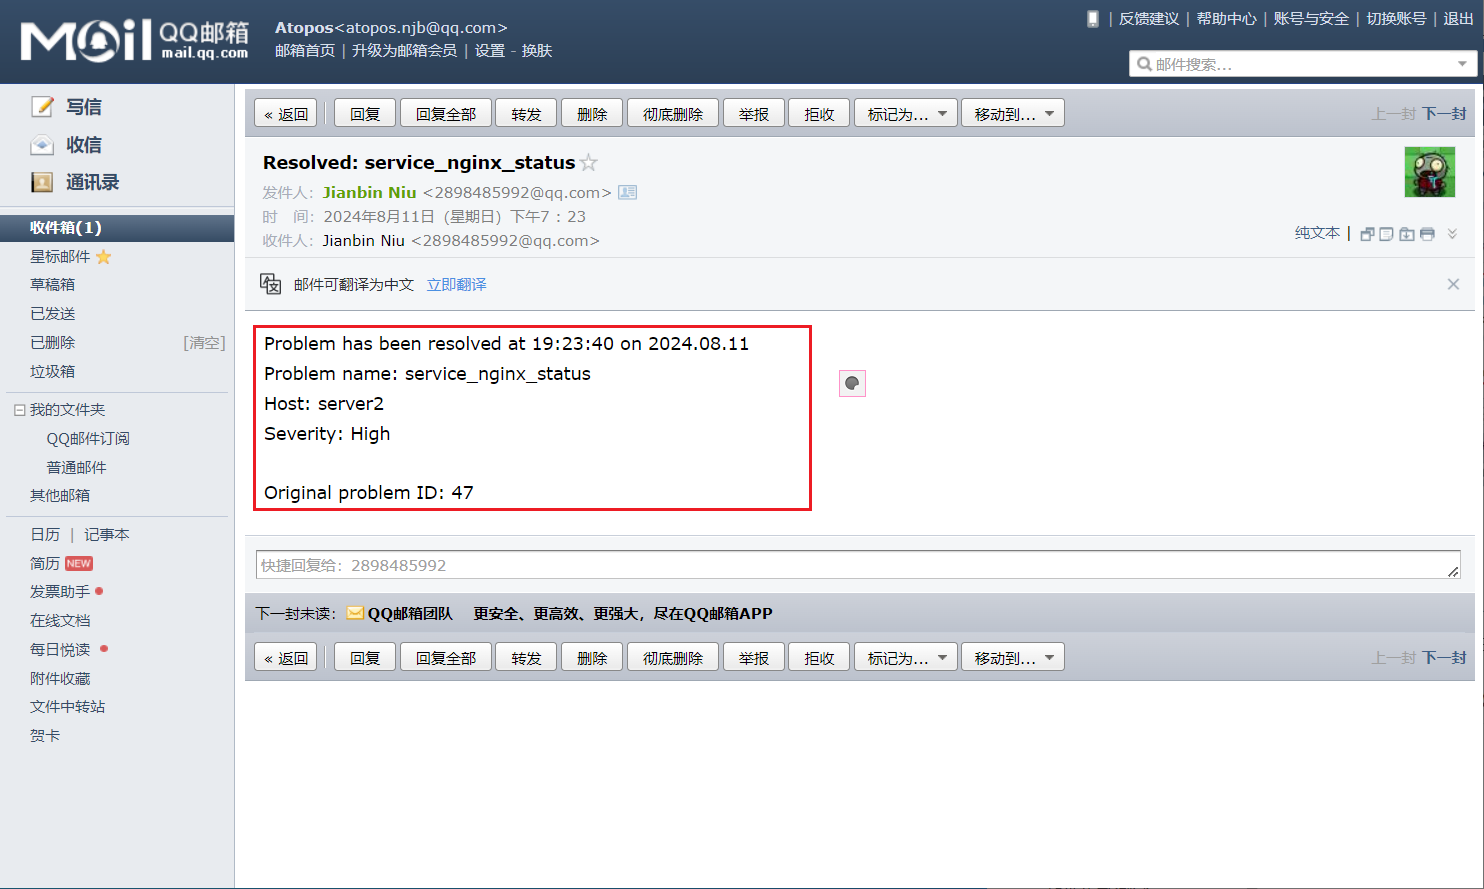 Mail QQ邮箱
mail.qq.com
Atopos<atopos.njb@qq.com>
邮箱首页 | 升级为邮箱会员 | 设置 - 换肤
| 反馈建议 | 帮助中心 | 账号与安全 | 切换账号 | 退出
邮件搜索...
写信
收信
通讯录
收件箱(1)
星标邮件
草稿箱
已发送
已删除 [清空]
垃圾箱
我的文件夹
QQ邮件订阅
普通邮件
其他邮箱
日历 | 记事本
简历 NEW
发票助手
在线文档
每日悦读
附件收藏
文件中转站
贺卡
« 返回 回复 回复全部 转发 删除 彻底删除 举报 拒收 标记为... 移动到... 上一封 下一封
Resolved: service_nginx_status
发件人: Jianbin Niu <2898485992@qq.com>
时 间: 2024年8月11日 (星期日) 下午7:23
收件人: Jianbin Niu <2898485992@qq.com>
纯文本 |
邮件可翻译为中文 立即翻译
Problem has been resolved at 19:23:40 on 2024.08.11
Problem name: service_nginx_status
Host: server2
Severity: High
Original problem ID: 47
快捷回复给: 2898485992
下一封未读: QQ邮箱团队 更安全、更高效、更强大，尽在QQ邮箱APP
« 返回 回复 回复全部 转发 删除 彻底删除 举报 拒收 标记为... 移动到... 上一封 下一封